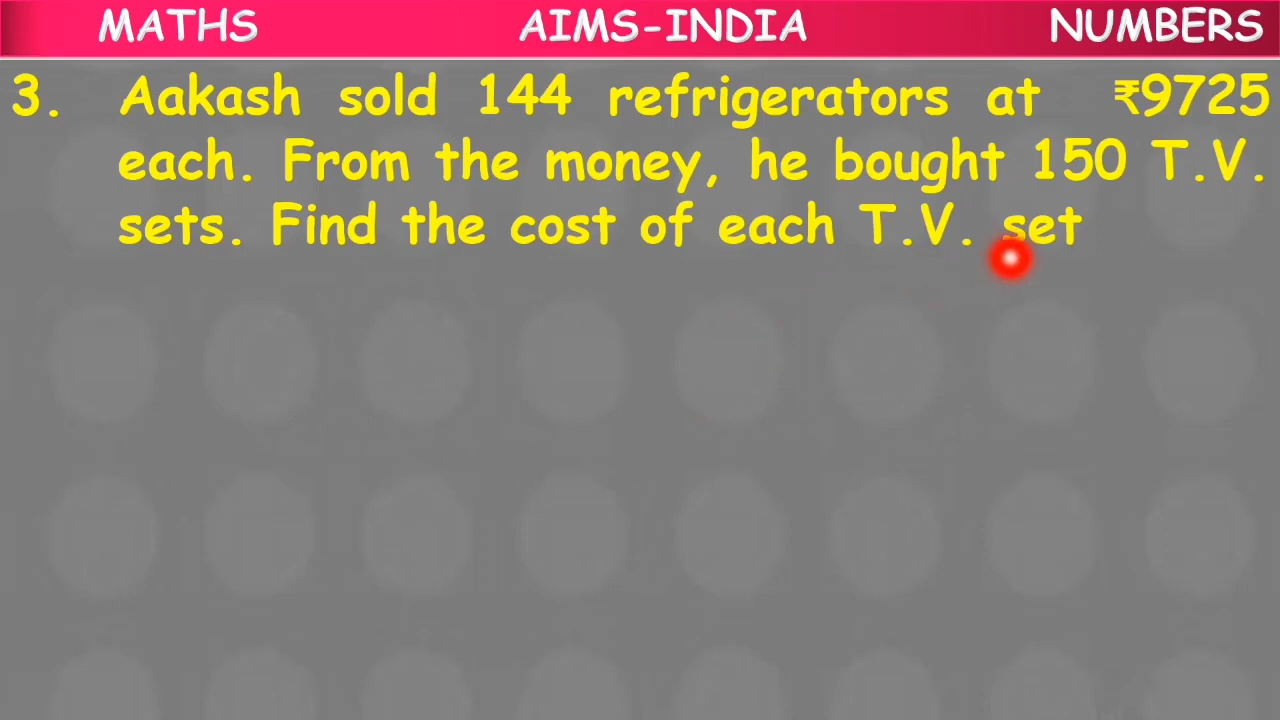 MATHS AIMS-INDIA NUMBERS
3. Aakash sold 144 refrigerators at ₹9725
each. From the money, he bought 150 T.V.
sets. Find the cost of each T.V. set